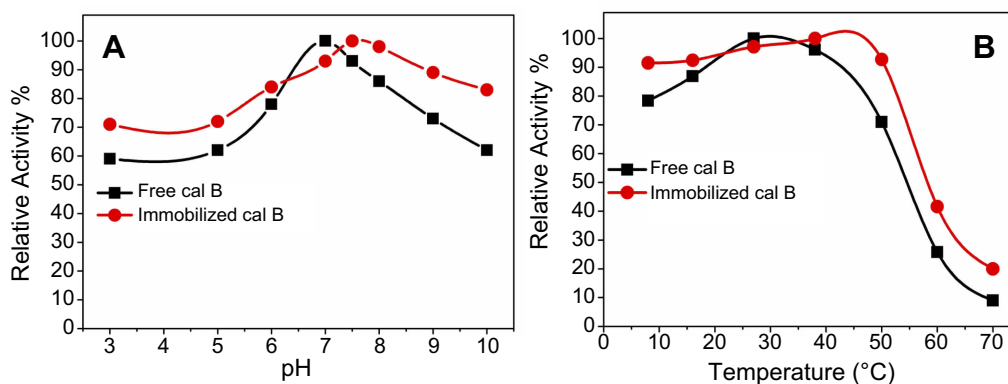 A
Relative Activity %
100
90
80
70
60
50
40
30
20
10
0
Free cal B
Immobilized cal B
3 4 5 6 7 8 9 10
pH
B
Relative Activity %
100
90
80
70
60
50
40
30
20
10
0
Free cal B
Immobilized cal B
0 10 20 30 40 50 60 70
Temperature (°C)